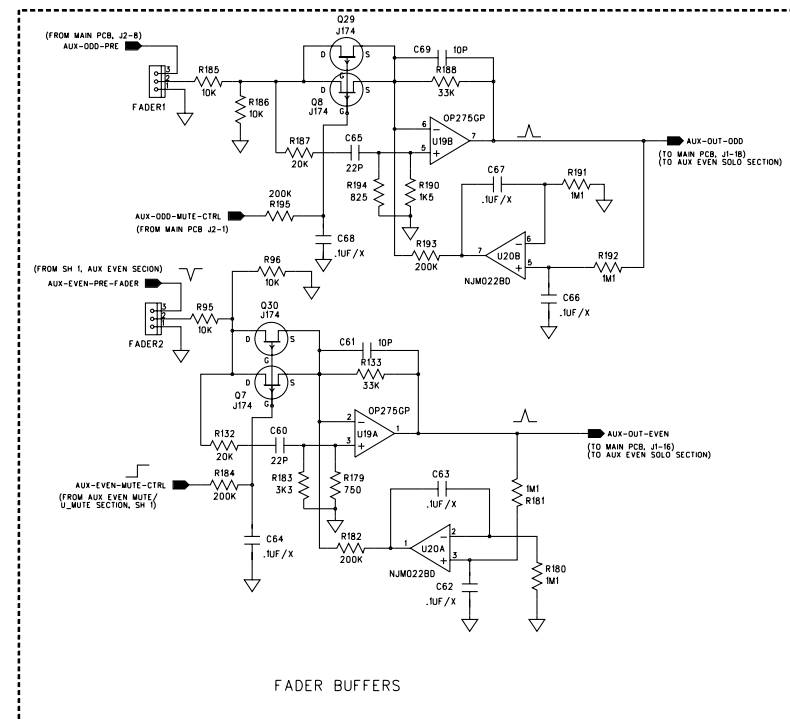 Q29
J174
(FROM MAIN PCB, J2-8)
AUX-ODD-PRE
D
S
G
C69
10P
R188
33K
3
2
1
FADER1
R185
10K
R186
10K
D
S
G
Q8
J174
OP275GP
6
-
U19B
7
5
+
AUX-OUT-ODD
(TO MAIN PCB, J1-18)
(TO AUX EVEN SOLO SECTION)
R187
20K
C65
22P
R194
825
R190
1K5
C67
.1UF/X
R191
1M1
200K
R195
AUX-ODD-MUTE-CTRL
(FROM MAIN PCB J2-1)
C68
.1UF/X
R193
200K
7
U20B
6
-
5
+
NJM022BD
R192
1M1
C66
.1UF/X
(FROM SH 1, AUX EVEN SECION)
AUX-EVEN-PRE-FADER
R96
10K
3
2
1
FADER2
R95
10K
Q30
J174
D
S
G
C61
10P
R133
33K
D
S
G
Q7
J174
OP275GP
2
-
U19A
1
3
+
AUX-OUT-EVEN
(TO MAIN PCB, J1-16)
(TO AUX EVEN SOLO SECTION)
R132
20K
C60
22P
R183
3K3
R179
750
AUX-EVEN-MUTE-CTRL
R184
200K
(FROM AUX EVEN MUTE/
U_MUTE SECTION, SH 1)
C63
.1UF/X
1M1
R181
C64
.1UF/X
R182
200K
1
U20A
2
-
3
+
NJM022BD
C62
.1UF/X
R180
1M1
FADER BUFFERS